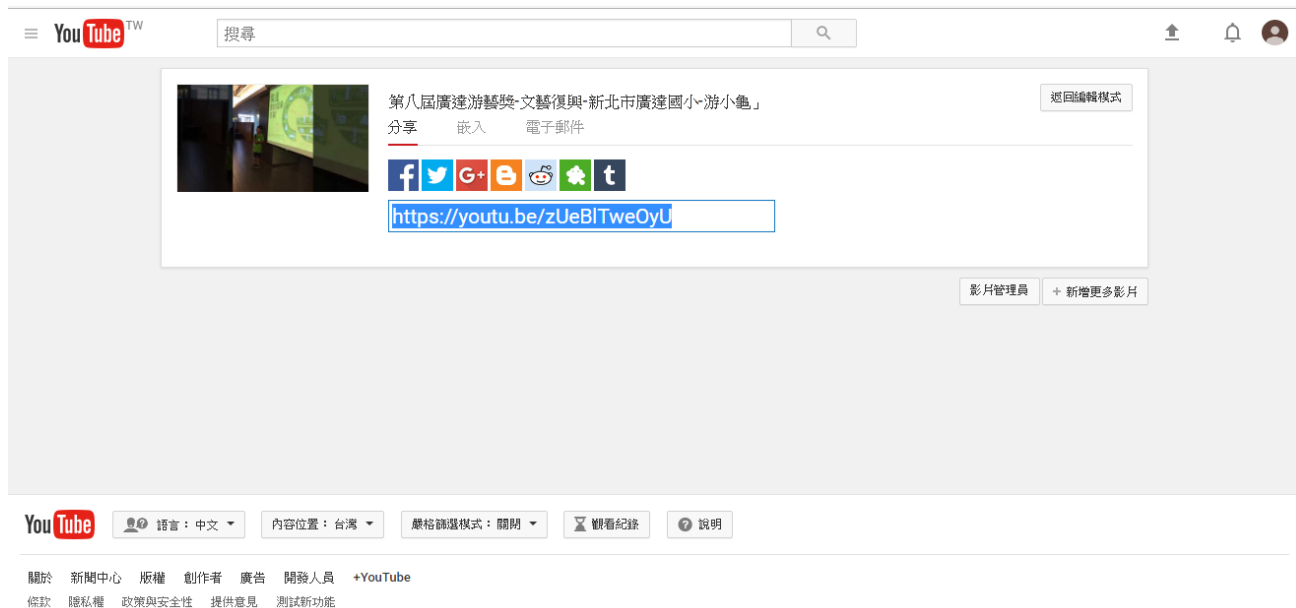 YouTube TW
搜尋
第八屆廣達游藝獎-文藝復興-新北市廣達國小-游小龜」
返回編輯模式
分享 嵌入 電子郵件
f G+ t
https://youtu.be/zUeBlTweOyU
影片管理員 + 新增更多影片
YouTube 語言：中文 內容位置：台灣 嚴格篩選模式：關閉 觀看紀錄 說明
關於 新聞中心 版權 創作者 廣告 開發人員 +YouTube
條款 隱私權 政策與安全性 提供意見 測試新功能